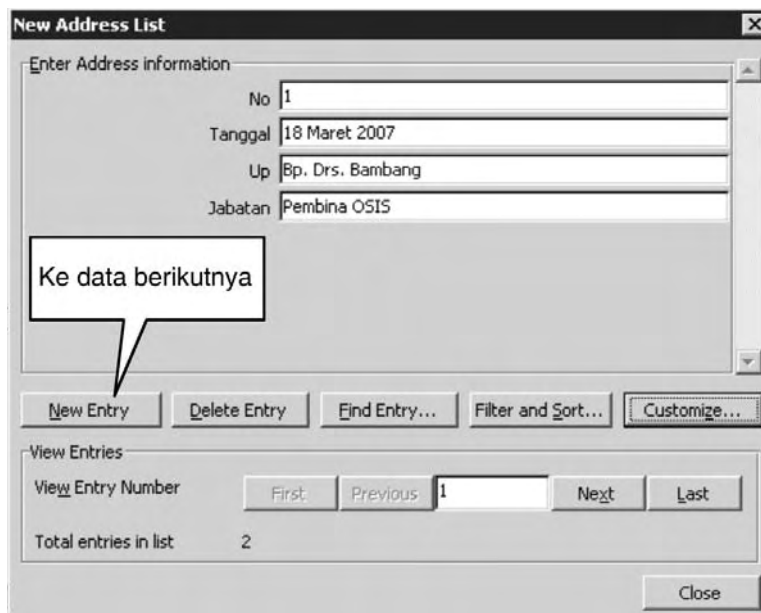 New Address List
Enter Address information
No 1
Tanggal 18 Maret 2007
Up Bp. Drs. Bambang
Jabatan Pembina OSIS
Ke data berikutnya
New Entry Delete Entry Find Entry... Filter and Sort... Customize...
View Entries
View Entry Number First Previous 1 Next Last
Total entries in list 2
Close